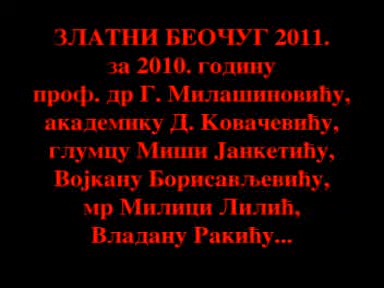 ЗЛАТНИ БЕОЧУГ 2011.
за 2010. годину
проф. др Г. Милашиновићу,
академику Д. Ковачевићу,
глумцу Миши Јанкетићу,
Војкану Борисављевићу,
мр Милици Лилић,
Владану Ракићу...